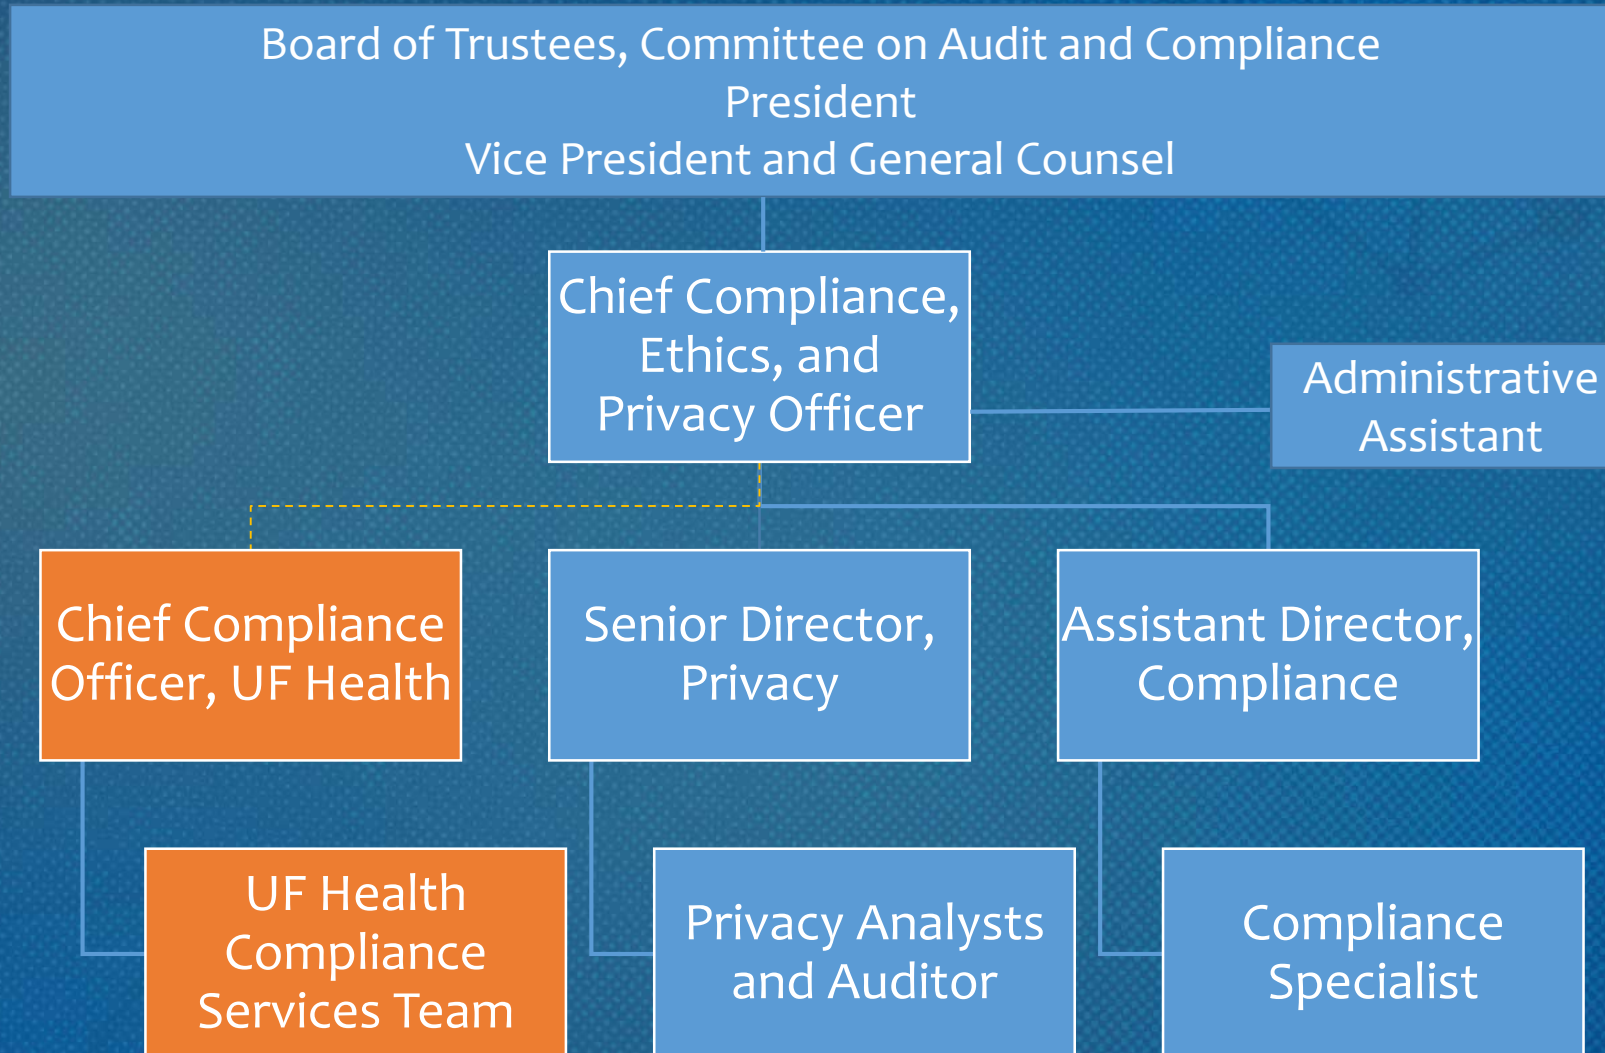 Board of Trustees, Committee on Audit and Compliance
President
Vice President and General Counsel
Chief Compliance,
Ethics, and
Privacy Officer
Administrative
Assistant
Chief Compliance
Officer, UF Health
Senior Director,
Privacy
Assistant Director,
Compliance
UF Health
Compliance
Services Team
Privacy Analysts
and Auditor
Compliance
Specialist